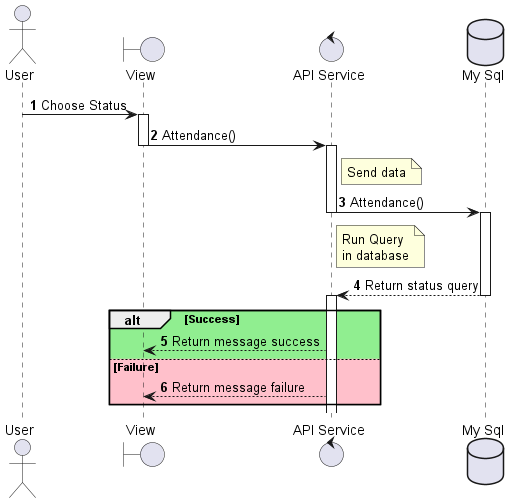 User View API Service My Sql
1 Choose Status
2 Attendance()
Send data
3 Attendance()
Run Query
in database
4 Return status query
alt [Success]
5 Return message success
[Failure]
6 Return message failure
User View API Service My Sql